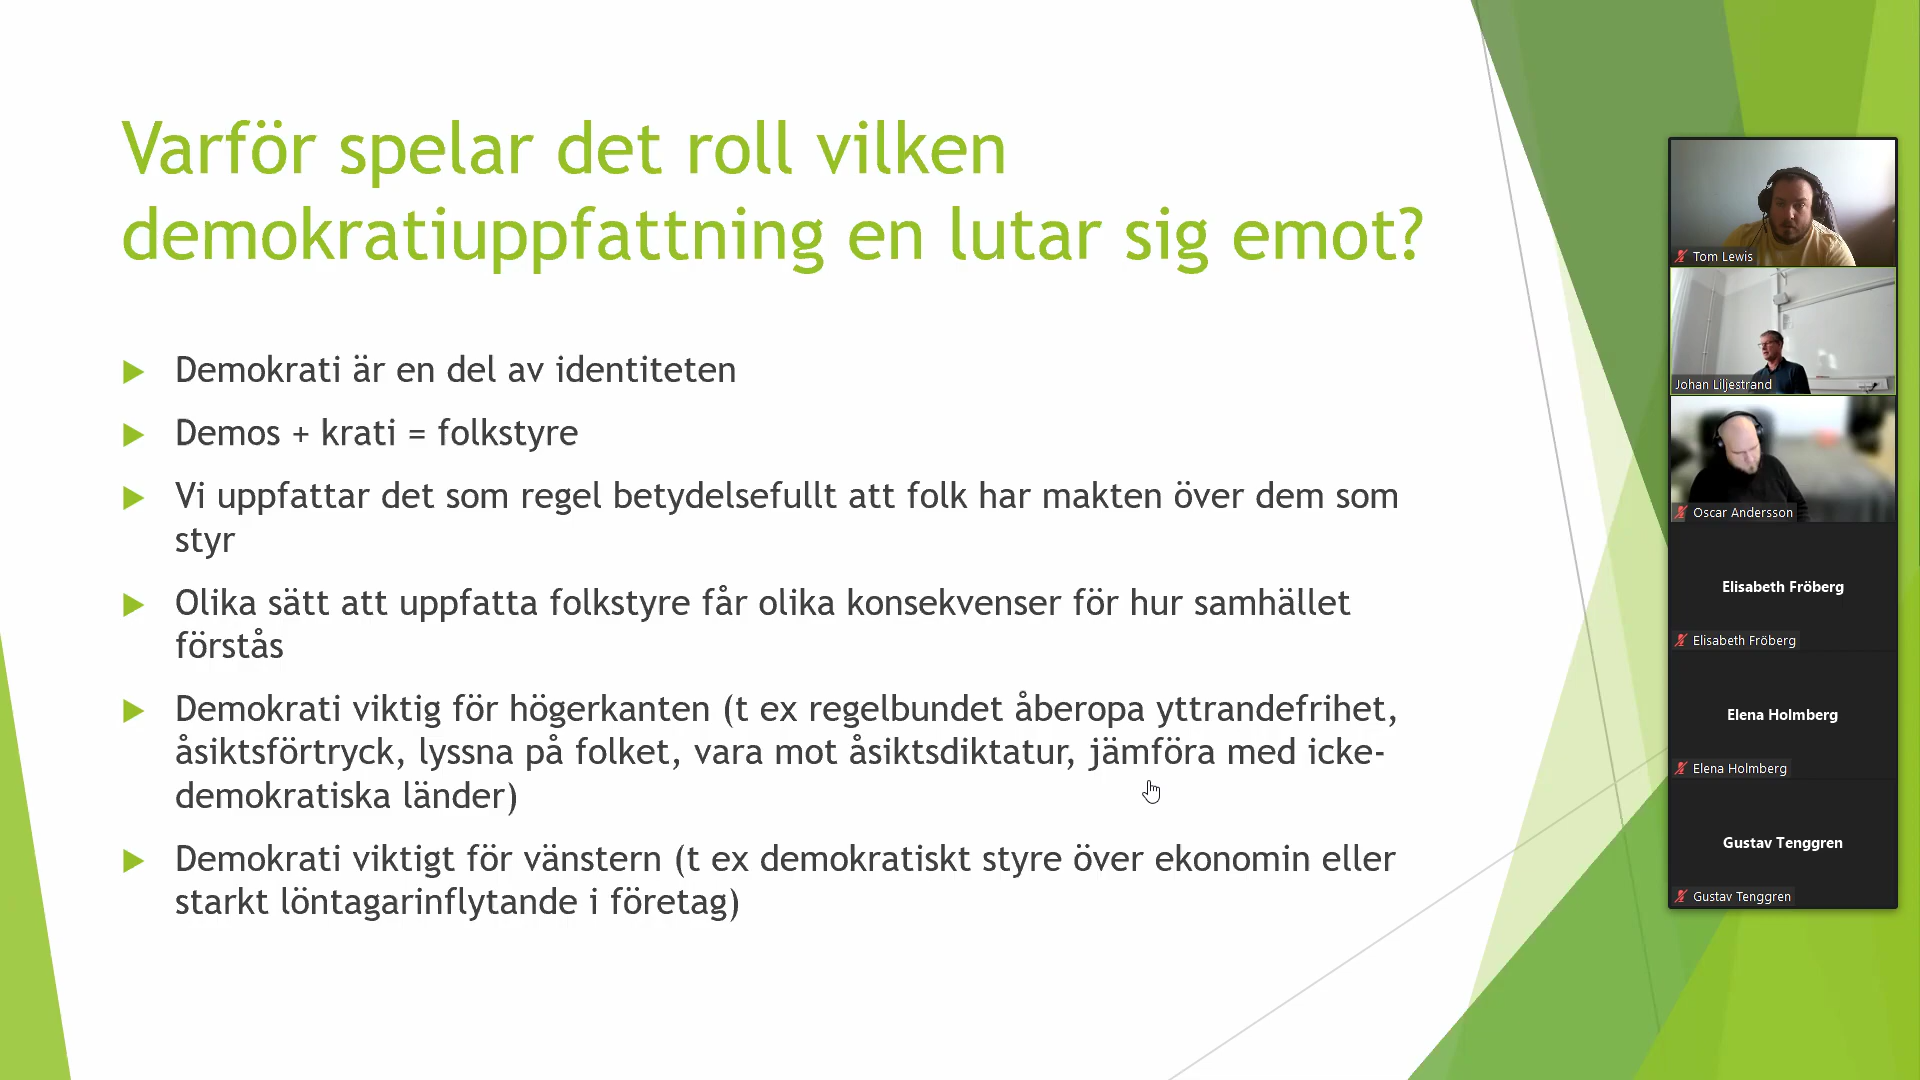 Varför spelar det roll vilken
demokratiuppfattning en lutar sig emot?
Demokrati är en del av identiteten
Demos + krati = folkstyre
Vi uppfattar det som regel betydelsefullt att folk har makten över dem som
styr
Olika sätt att uppfatta folkstyre får olika konsekvenser för hur samhället
förstås
Demokrati viktig för högerkanten (t ex regelbundet åberopa yttrandefrihet,
åsiktsförtryck, lyssna på folket, vara mot åsiktsdiktatur, jämföra med icke-
demokratiska länder)
Demokrati viktigt för vänstern (t ex demokratiskt styre över ekonomin eller
starkt löntagarinflytande i företag)
Tom Lewis
Johan Liljestrand
Oscar Andersson
Elisabeth Fröberg
Elisabeth Fröberg
Elena Holmberg
Elena Holmberg
Gustav Tenggren
Gustav Tenggren